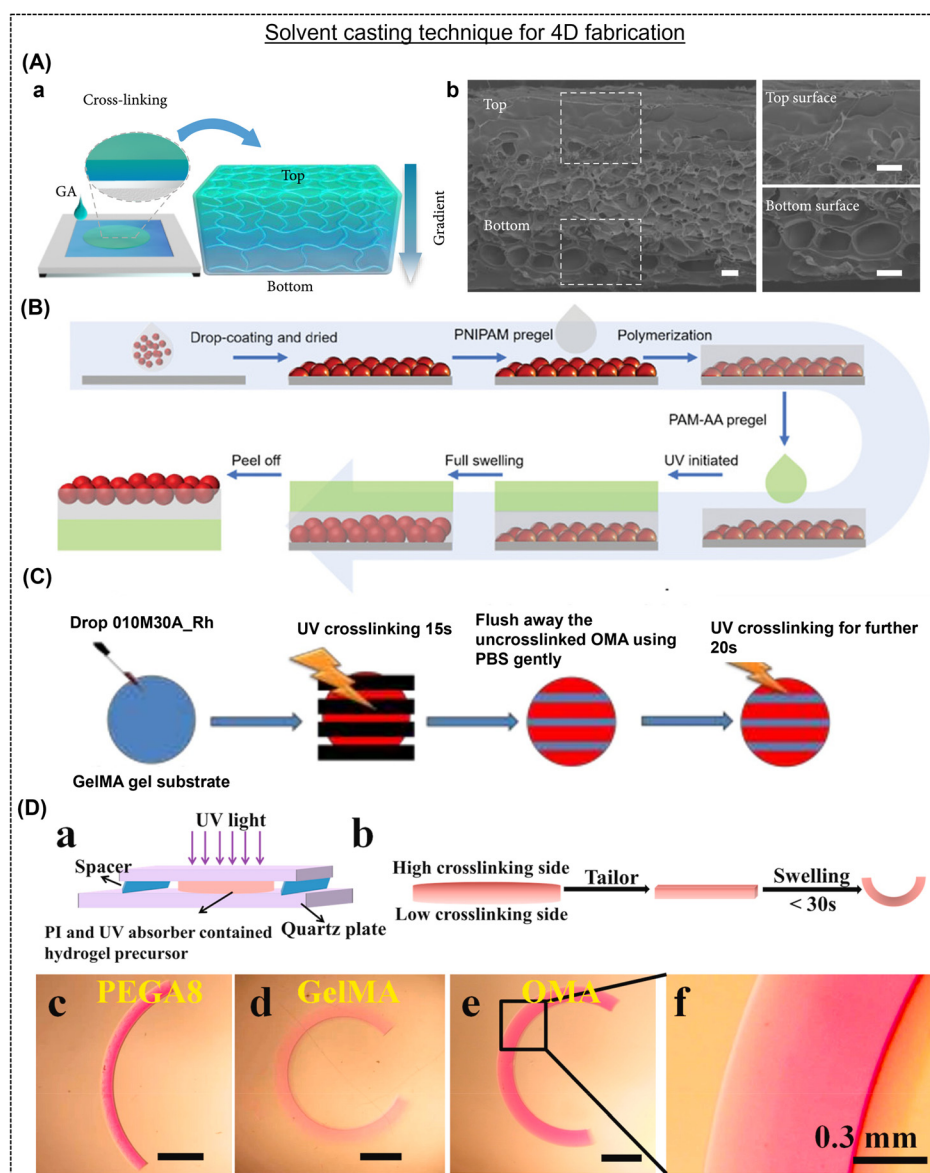 Solvent casting technique for 4D fabrication
(A)
a
Cross-linking
GA
Top
Bottom
Gradient
b
Top
Bottom
Top surface
Bottom surface
(B)
Drop-coating and dried
PNIPAM pregel
Polymerization
PAM-AA pregel
UV initiated
Full swelling
Peel off
(C)
Drop 010M30A_Rh
GelMA gel substrate
UV crosslinking 15s
Flush away the
uncrosslinked OMA using
PBS gently
UV crosslinking for further
20s
(D)
a
UV light
Spacer
PI and UV absorber contained
hydrogel precursor
Quartz plate
b
High crosslinking side
Low crosslinking side
Tailor
Swelling
< 30s
c
PEGA8
d
GelMA
e
OMA
f
0.3 mm